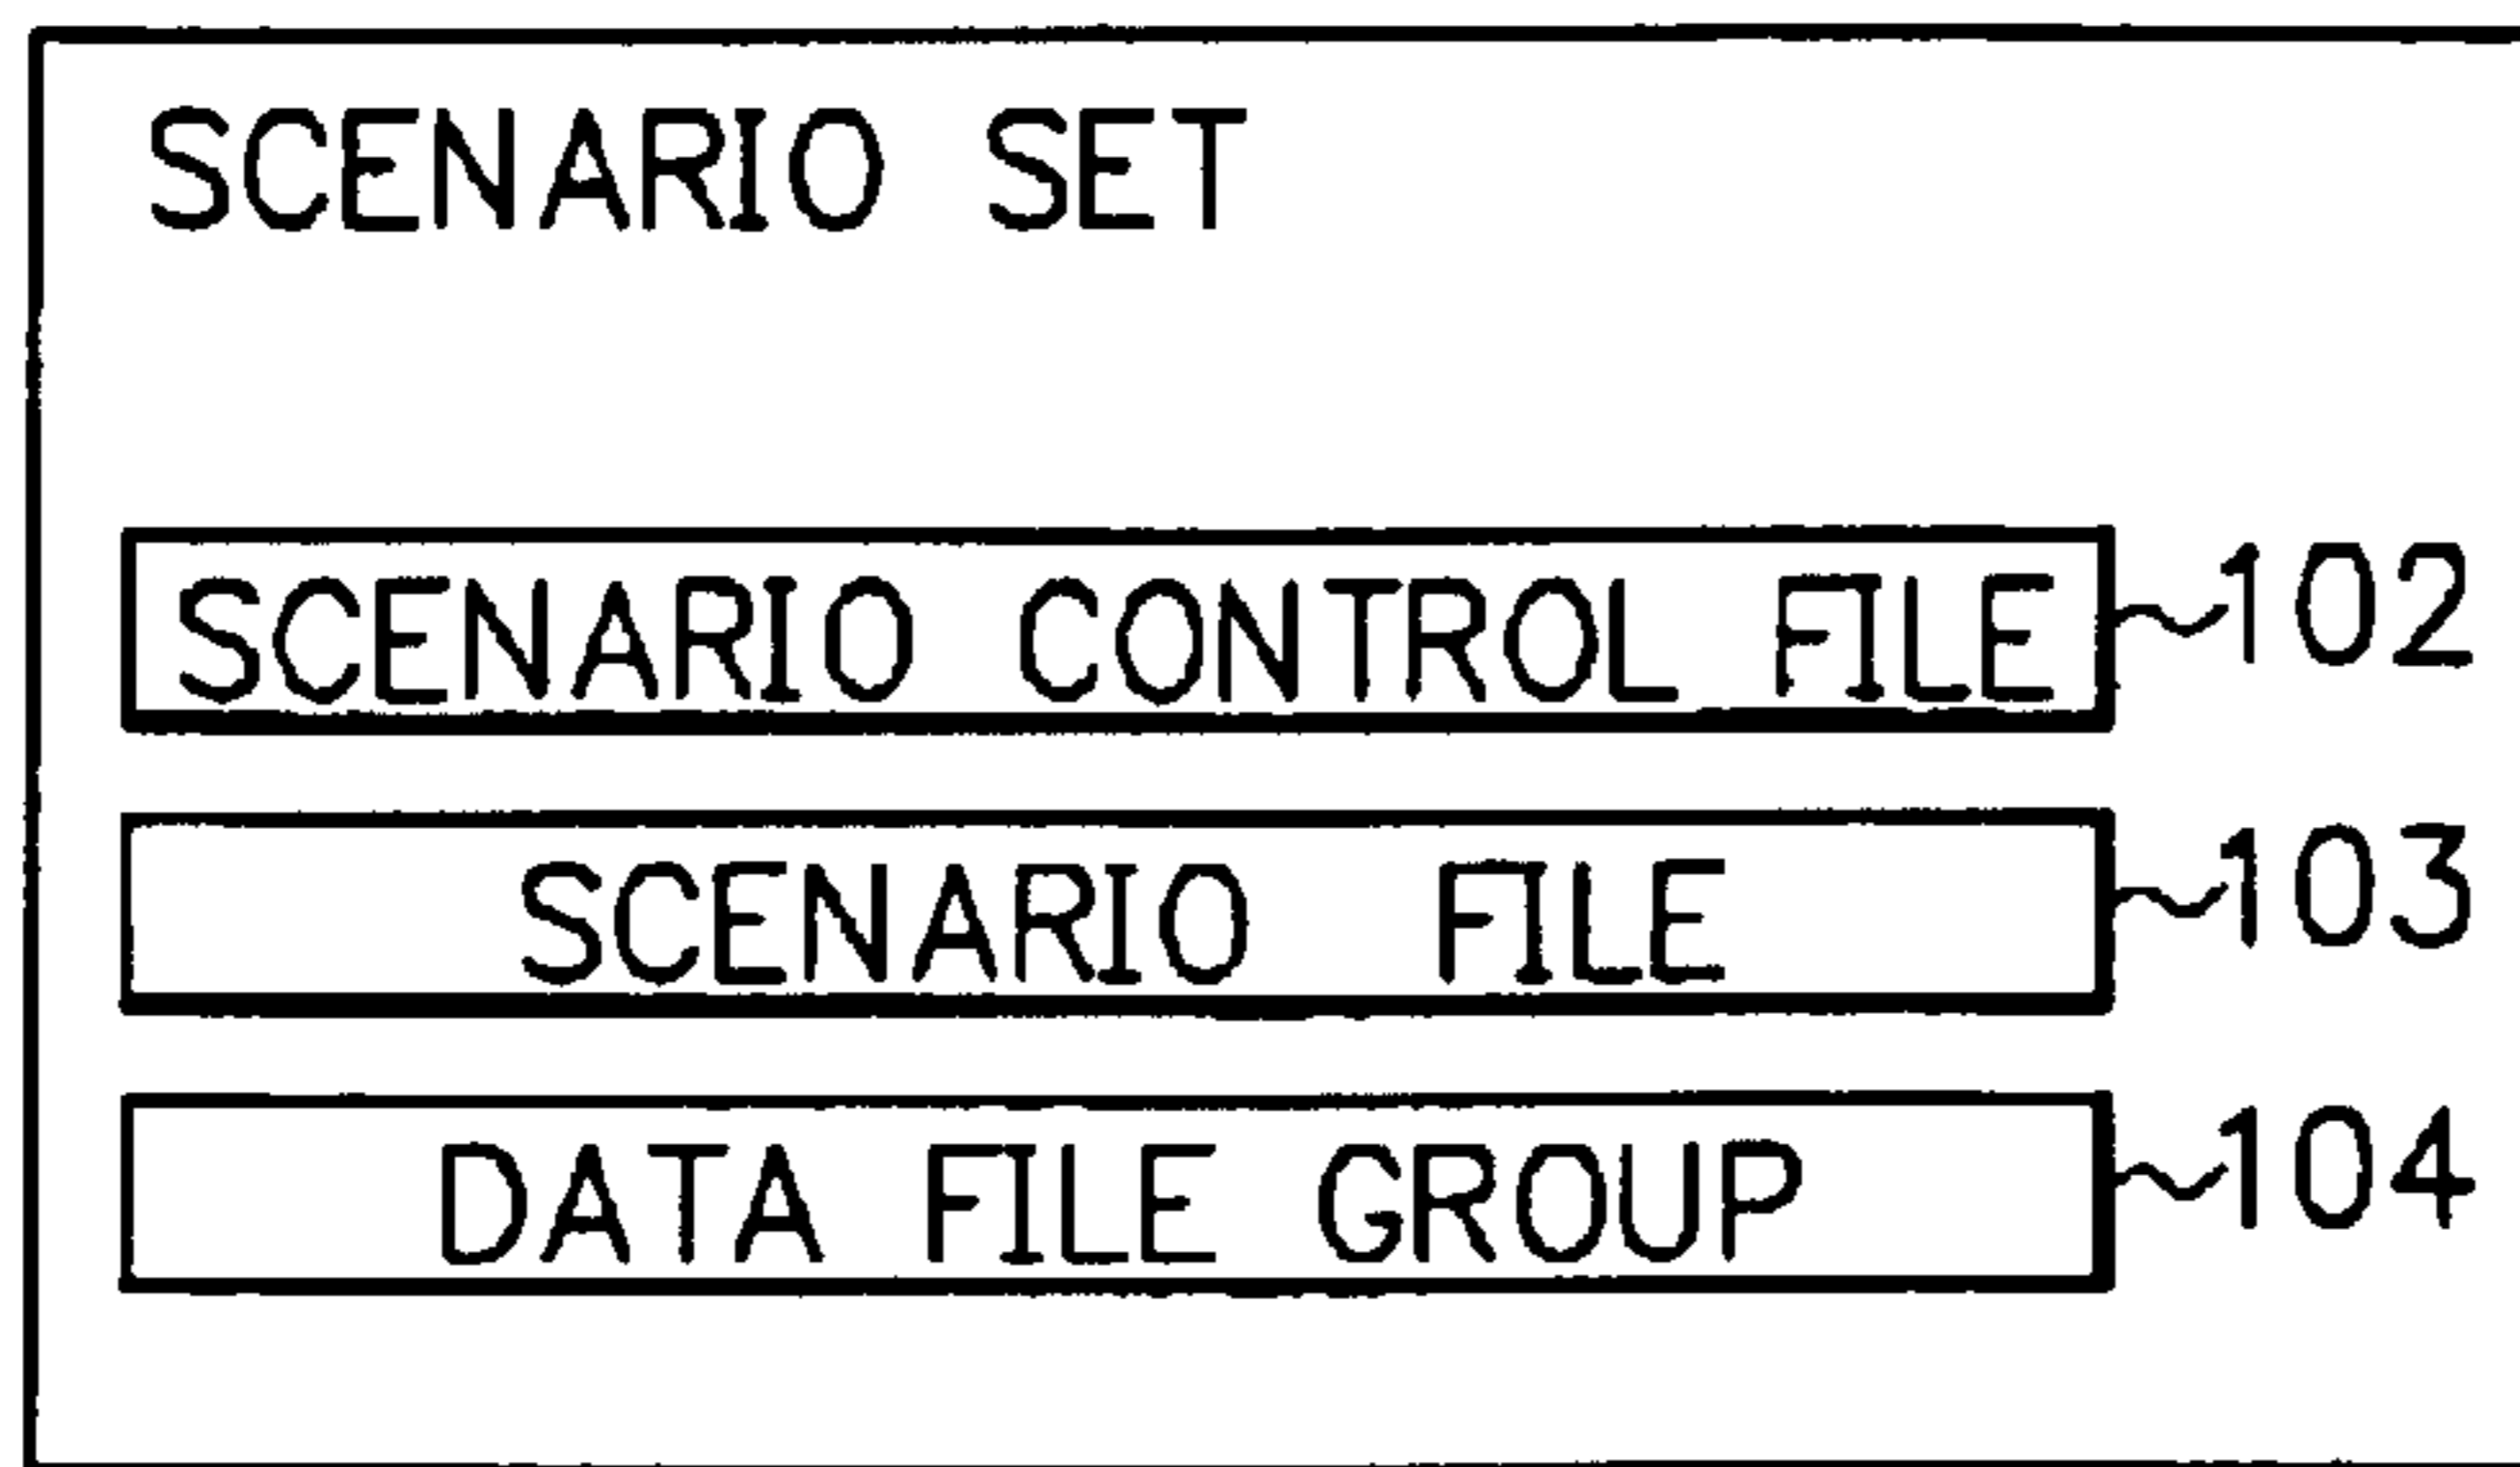 SCENARIO SET
SCENARIO CONTROL FILE 102
SCENARIO FILE 103
DATA FILE GROUP 104